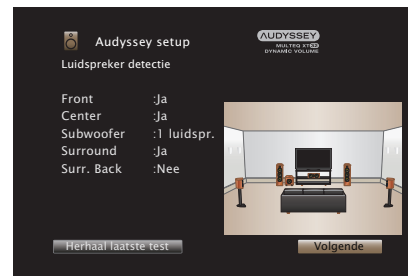 Audyssey setup
AUDYSSEY
MULTEQ XT32
DYNAMIC VOLUME
Luidspreker detectie
Front :Ja
Center :Ja
Subwoofer :1 luidspr.
Surround :Ja
Surr. Back :Nee
Herhaal laatste test
Volgende